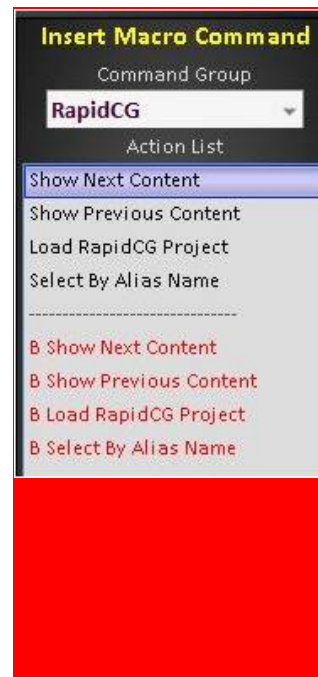 Insert Macro Command
Command Group
RapidCG
Action List
Show Next Content
Show Previous Content
Load RapidCG Project
Select By Alias Name
------------------------------
B Show Next Content
B Show Previous Content
B Load RapidCG Project
B Select By Alias Name